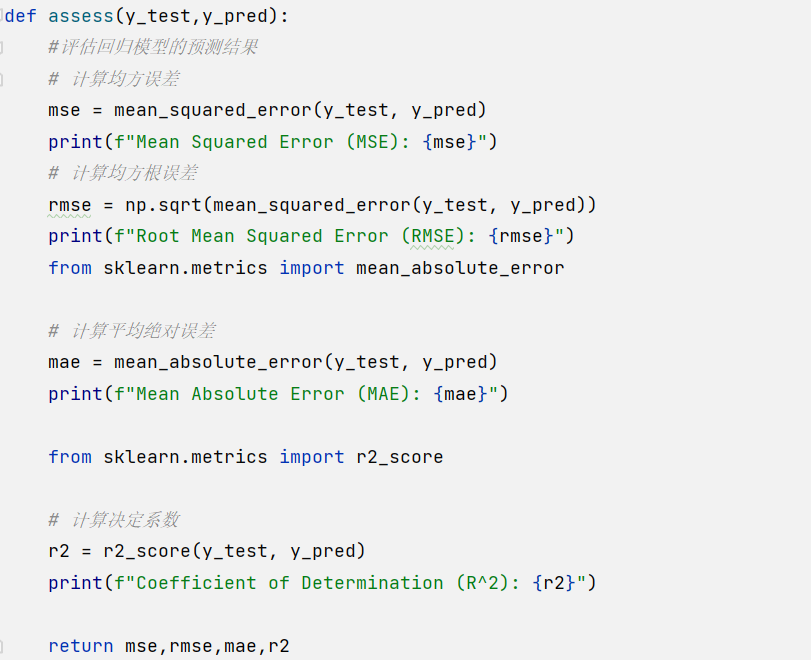 def assess(y_test,y_pred):
#评估回归模型的预测结果
# 计算均方误差
mse = mean_squared_error(y_test, y_pred)
print(f"Mean Squared Error (MSE): {mse}")
# 计算均方根误差
rmse = np.sqrt(mean_squared_error(y_test, y_pred))
print(f"Root Mean Squared Error (RMSE): {rmse}")
from sklearn.metrics import mean_absolute_error
# 计算平均绝对误差
mae = mean_absolute_error(y_test, y_pred)
print(f"Mean Absolute Error (MAE): {mae}")
from sklearn.metrics import r2_score
# 计算决定系数
r2 = r2_score(y_test, y_pred)
print(f"Coefficient of Determination (R^2): {r2}")
return mse,rmse,mae,r2